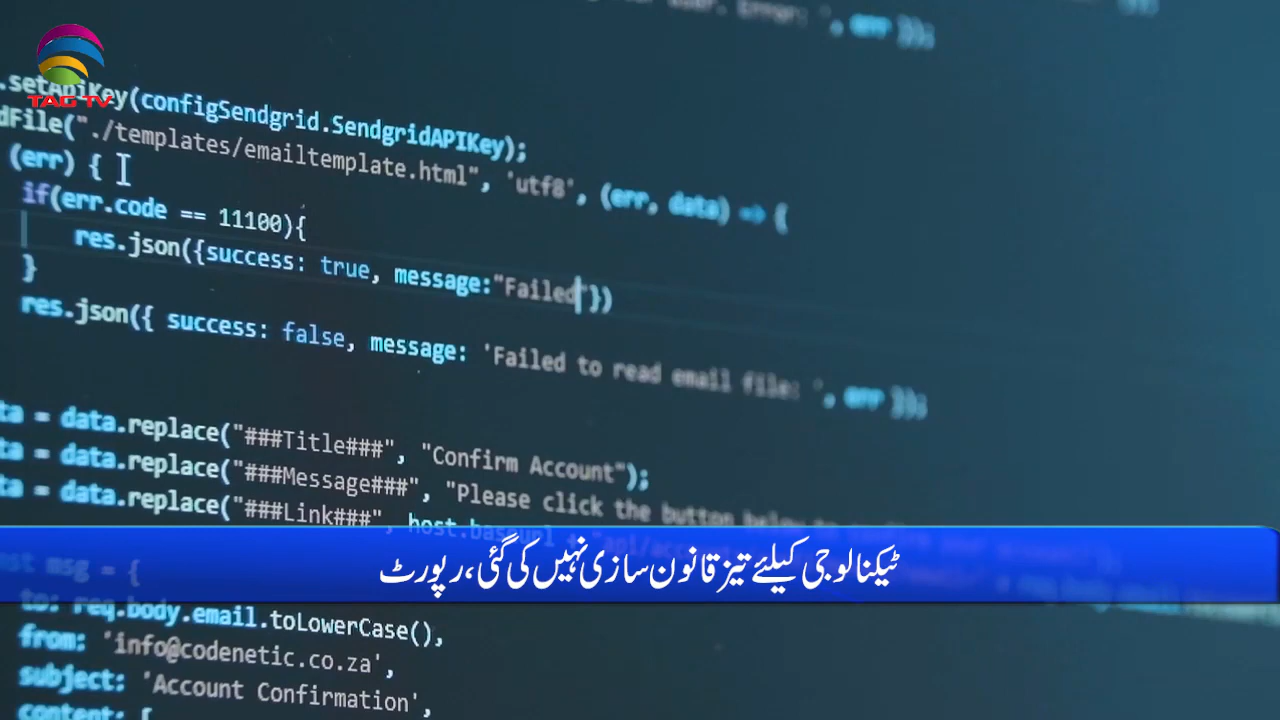 TAG TV
.setApiKey(configSendgrid.SendgridAPIKey);
dFile("./templates/emailtemplate.html", 'utf8', (err, data) => {
(err) {
if(err.code == 11100){
res.json({success: true, message:"Failed"})
}
res.json({ success: false, message: 'Failed to read email file: ', err });
ta = data.replace("###Title###", "Confirm Account");
ta = data.replace("###Message###", "Please click the button below to
ta = data.replace("###Link###", host.baseurl +
ٹیکنالوجی کیلئے تیز قانون سازی نہیں کی گئی، رپورٹ
nst msg = {
to: req.body.email.toLowerCase(),
from: 'info@codenetic.co.za',
subject: 'Account Confirmation',
content: [